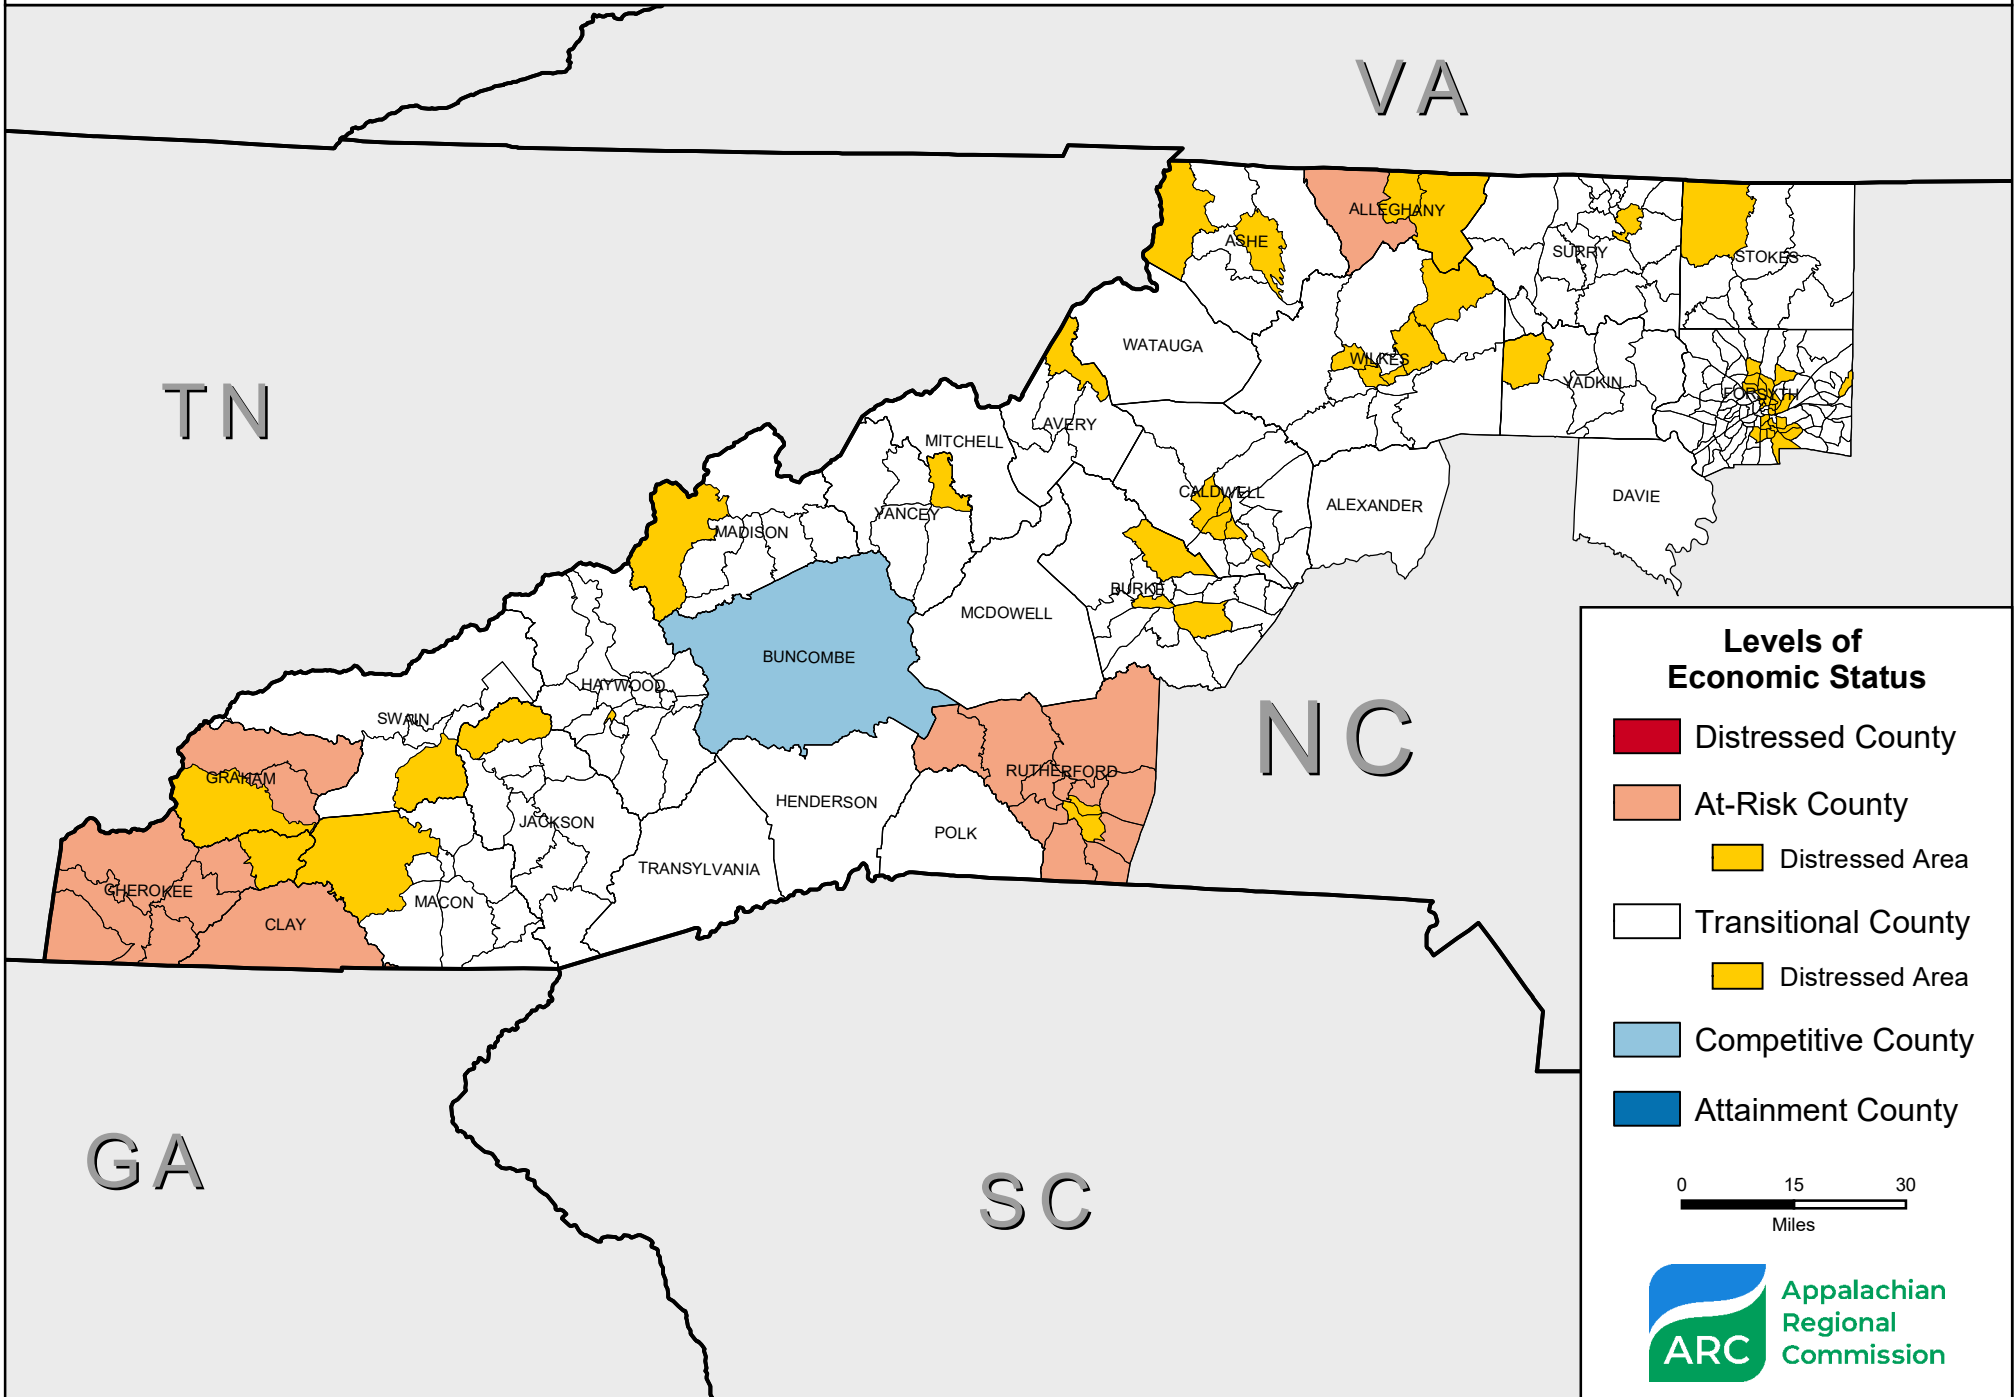 VA
TN
NC
GA
SC
ALLEGHANY
ASHE
SURRY
STOKES
WATAUGA
WILKES
YADKIN
FORSYTH
AVERY
MITCHELL
CALDWELL
ALEXANDER
DAVIE
YANCEY
MADISON
BURKE
MCDOWELL
BUNCOMBE
HAYWOOD
SWAIN
GRAHAM
RUTHERFORD
HENDERSON
JACKSON
POLK
TRANSYLVANIA
CHEROKEE
MACON
CLAY
Levels of
Economic Status
Distressed County
At-Risk County
Distressed Area
Transitional County
Distressed Area
Competitive County
Attainment County
0 15 30
Miles
ARC
Appalachian
Regional
Commission